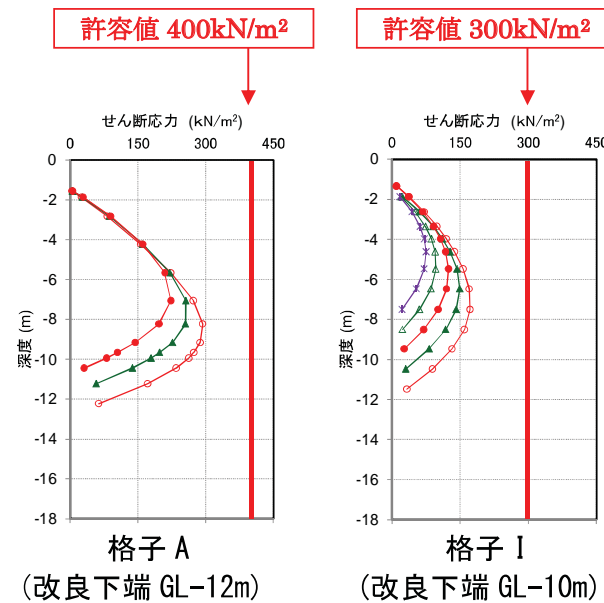 許容値 400kN/m²
せん断応力 (kN/m²)
0 150 300 450
0
-2
-4
-6
-8
-10
-12
-14
-16
-18
深度 (m)
格子 A
(改良下端 GL-12m)
許容値 300kN/m²
せん断応力 (kN/m²)
0 150 300 450
0
-2
-4
-6
-8
-10
-12
-14
-16
-18
深度 (m)
格子 I
(改良下端 GL-10m)